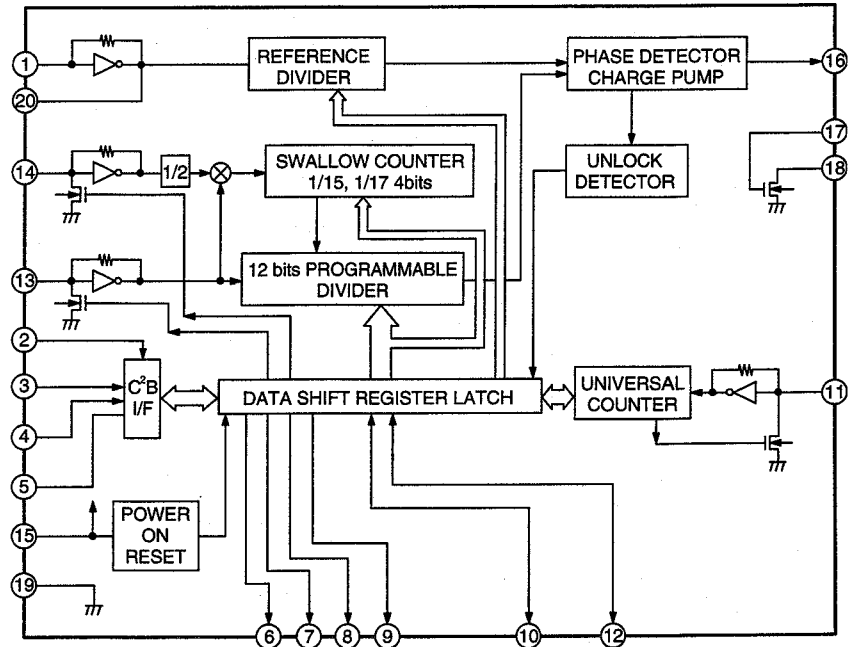 1
REFERENCE
DIVIDER
PHASE DETECTOR
CHARGE PUMP
16
20
17
14
1/2
SWALLOW COUNTER
1/15, 1/17 4bits
UNLOCK
DETECTOR
18
13
12 bits PROGRAMMABLE
DIVIDER
2
3
C²B
I/F
DATA SHIFT REGISTER LATCH
UNIVERSAL
COUNTER
11
4
5
15
POWER
ON
RESET
19
6
7
8
9
10
12